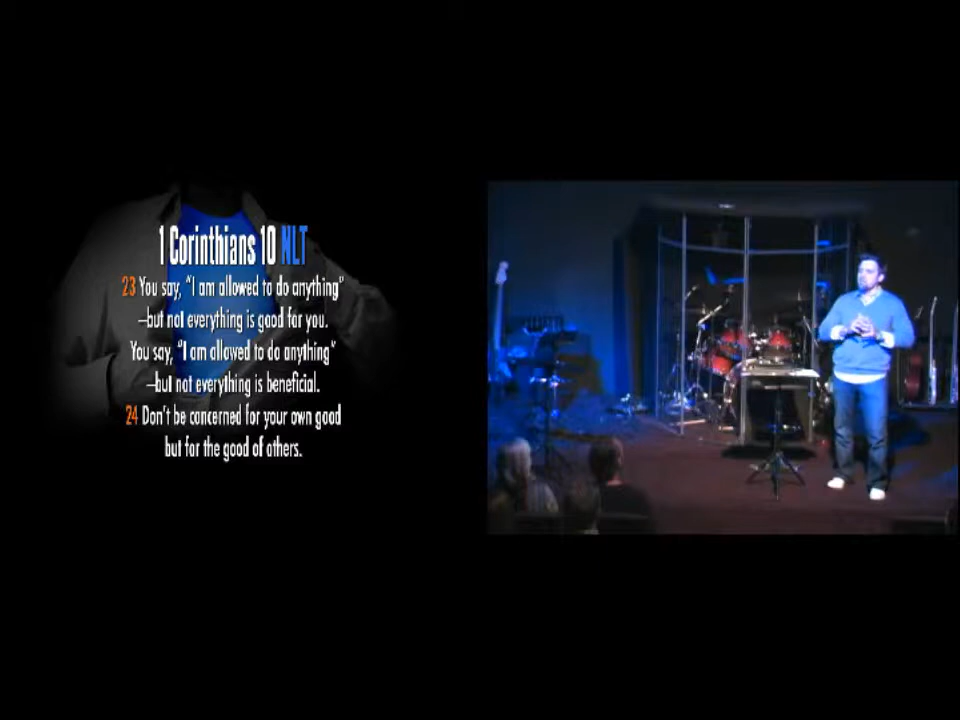 1 Corinthians 10 NLT
23 You say, "I am allowed to do anything"
—but not everything is good for you.
You say, "I am allowed to do anything"
—but not everything is beneficial.
24 Don't be concerned for your own good
but for the good of others.